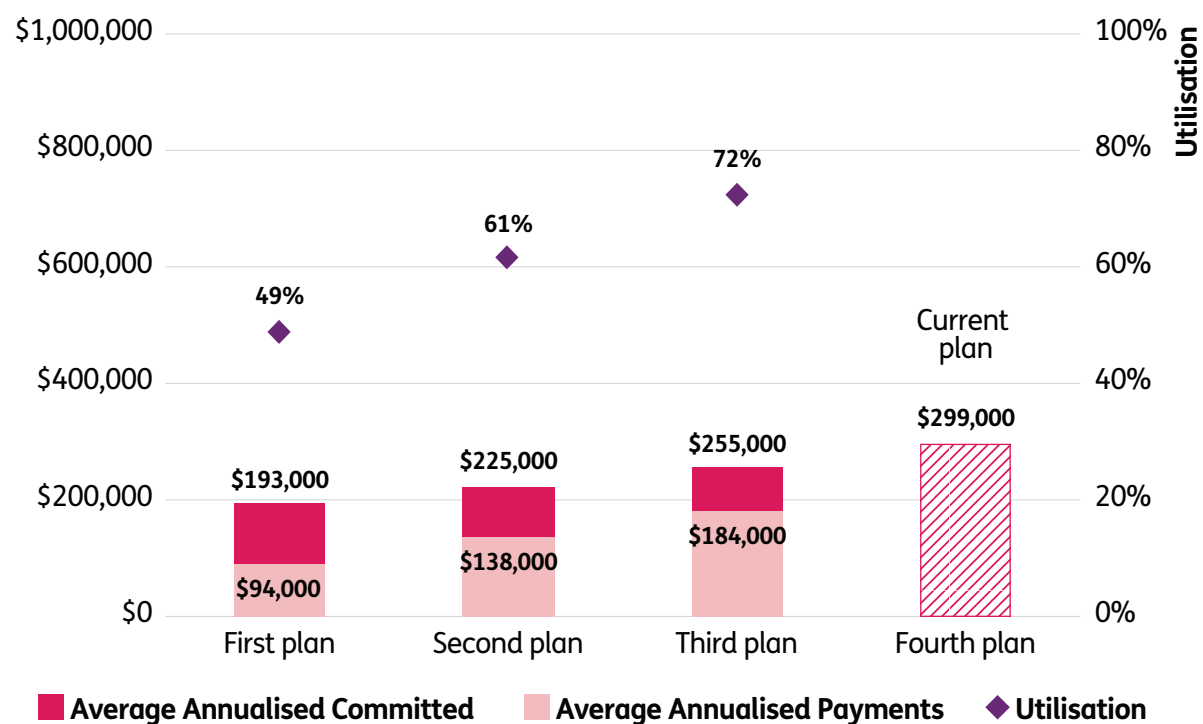 $1,000,000
$800,000
$600,000
$400,000
$200,000
$0
100%
80%
60%
40%
20%
0%
Utilisation
49%
61%
72%
Current
plan
$193,000
$94,000
$225,000
$138,000
$255,000
$184,000
$299,000
First plan
Second plan
Third plan
Fourth plan
Average Annualised Committed
Average Annualised Payments
Utilisation